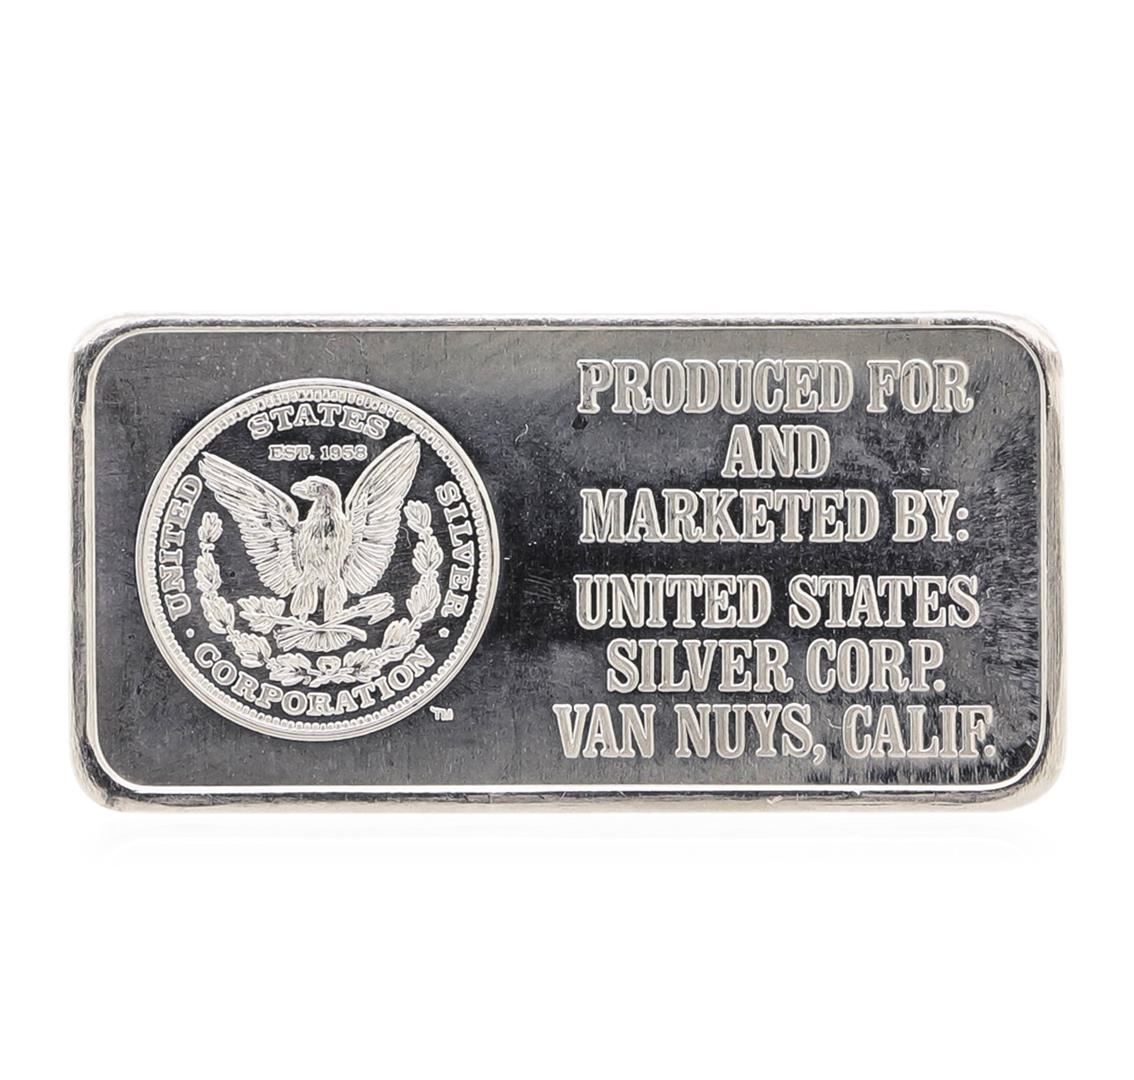 UNITED STATES SILVER
EST. 1958
CORPORATION
TM
PRODUCED FOR
AND
MARKETED BY:
UNITED STATES
SILVER CORP.
VAN NUYS, CALIF.